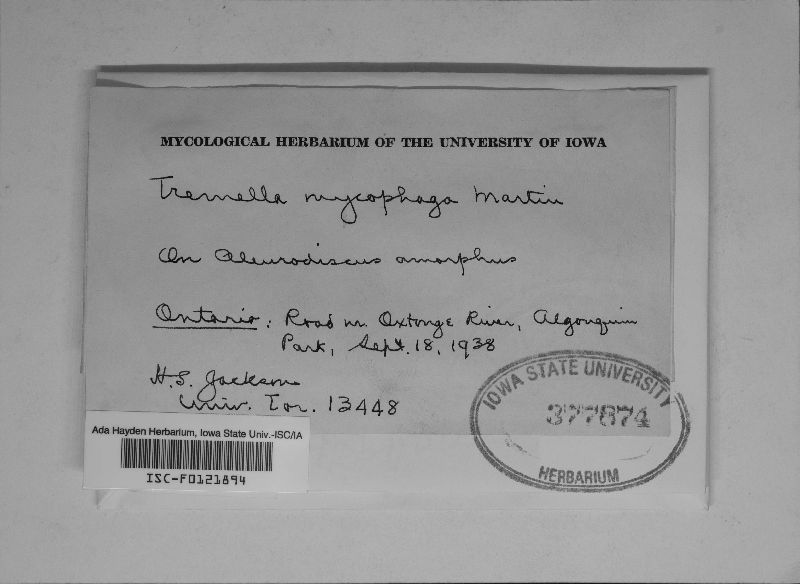 MYCOLOGICAL HERBARIUM OF THE UNIVERSITY OF IOWA
Tremella mycophaga Martin
On Aleurodiscus amorphus
Ontario: Road nr. Oxtonge River, Algonquin
Park, Sept. 18, 1938
H.S. Jackson
Univ. Tor. 13448
IOWA STATE UNIVERSITY
377874
HERBARIUM
Ada Hayden Herbarium, Iowa State Univ.-ISC/IA
ISC-F0121894